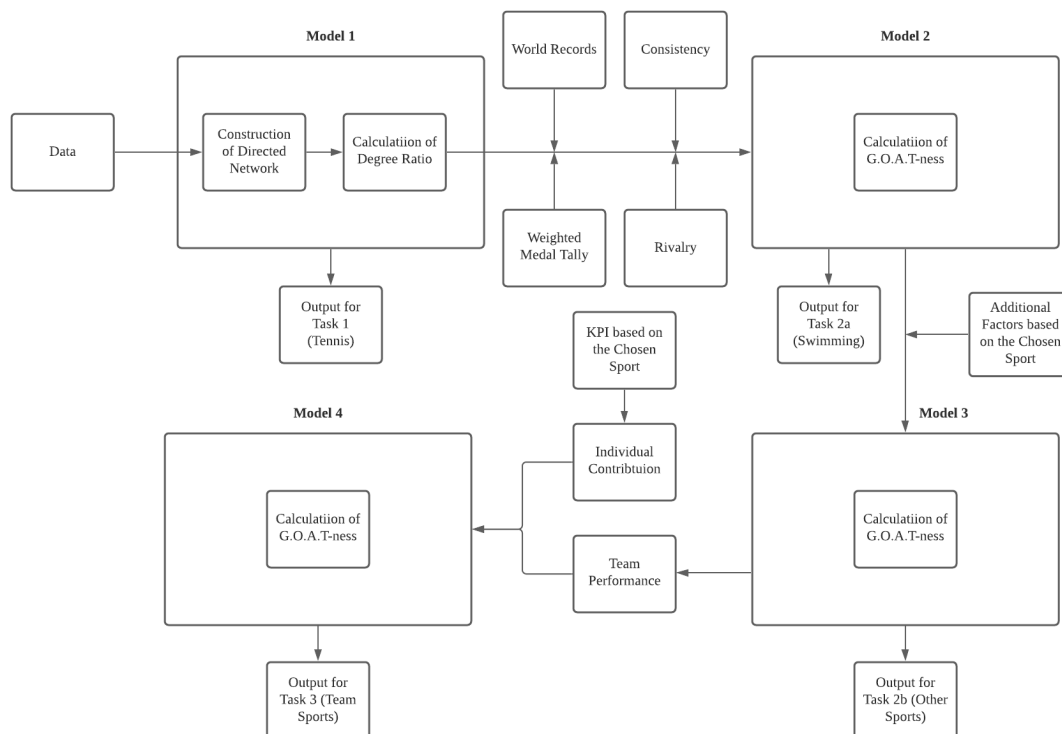 Model 1
World Records
Consistency
Model 2
Data
Construction
of Directed
Network
Calculatiion of
Degree Ratio
Calculatiion of
G.O.A.T-ness
Weighted
Medal Tally
Rivalry
Output for
Task 1
(Tennis)
KPI based on
the Chosen
Sport
Output for
Task 2a
(Swimming)
Additional
Factors based
on the Chosen
Sport
Model 4
Model 3
Individual
Contribtuion
Calculatiion of
G.O.A.T-ness
Calculatiion of
G.O.A.T-ness
Team
Performance
Output for
Task 3 (Team
Sports)
Output for
Task 2b (Other
Sports)